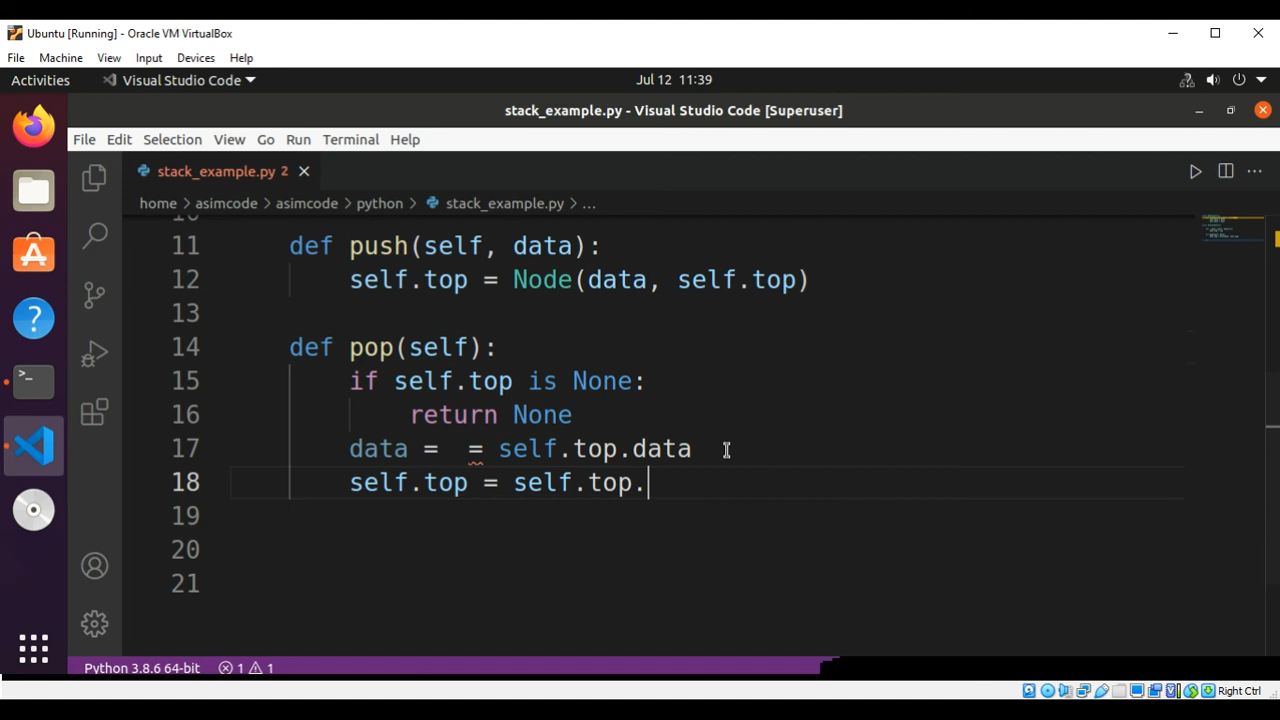 Ubuntu [Running] - Oracle VM VirtualBox
File Machine View Input Devices Help
Activities Visual Studio Code Jul 12 11:39
stack_example.py - Visual Studio Code [Superuser]
File Edit Selection View Go Run Terminal Help
stack_example.py 2
home > asimcode > asimcode > python > stack_example.py > ...
10
11 def push(self, data):
12 self.top = Node(data, self.top)
13
14 def pop(self):
15 if self.top is None:
16 return None
17 data =  = self.top.data
18 self.top = self.top.
19
20
21
Python 3.8.6 64-bit 1 1
Right Ctrl